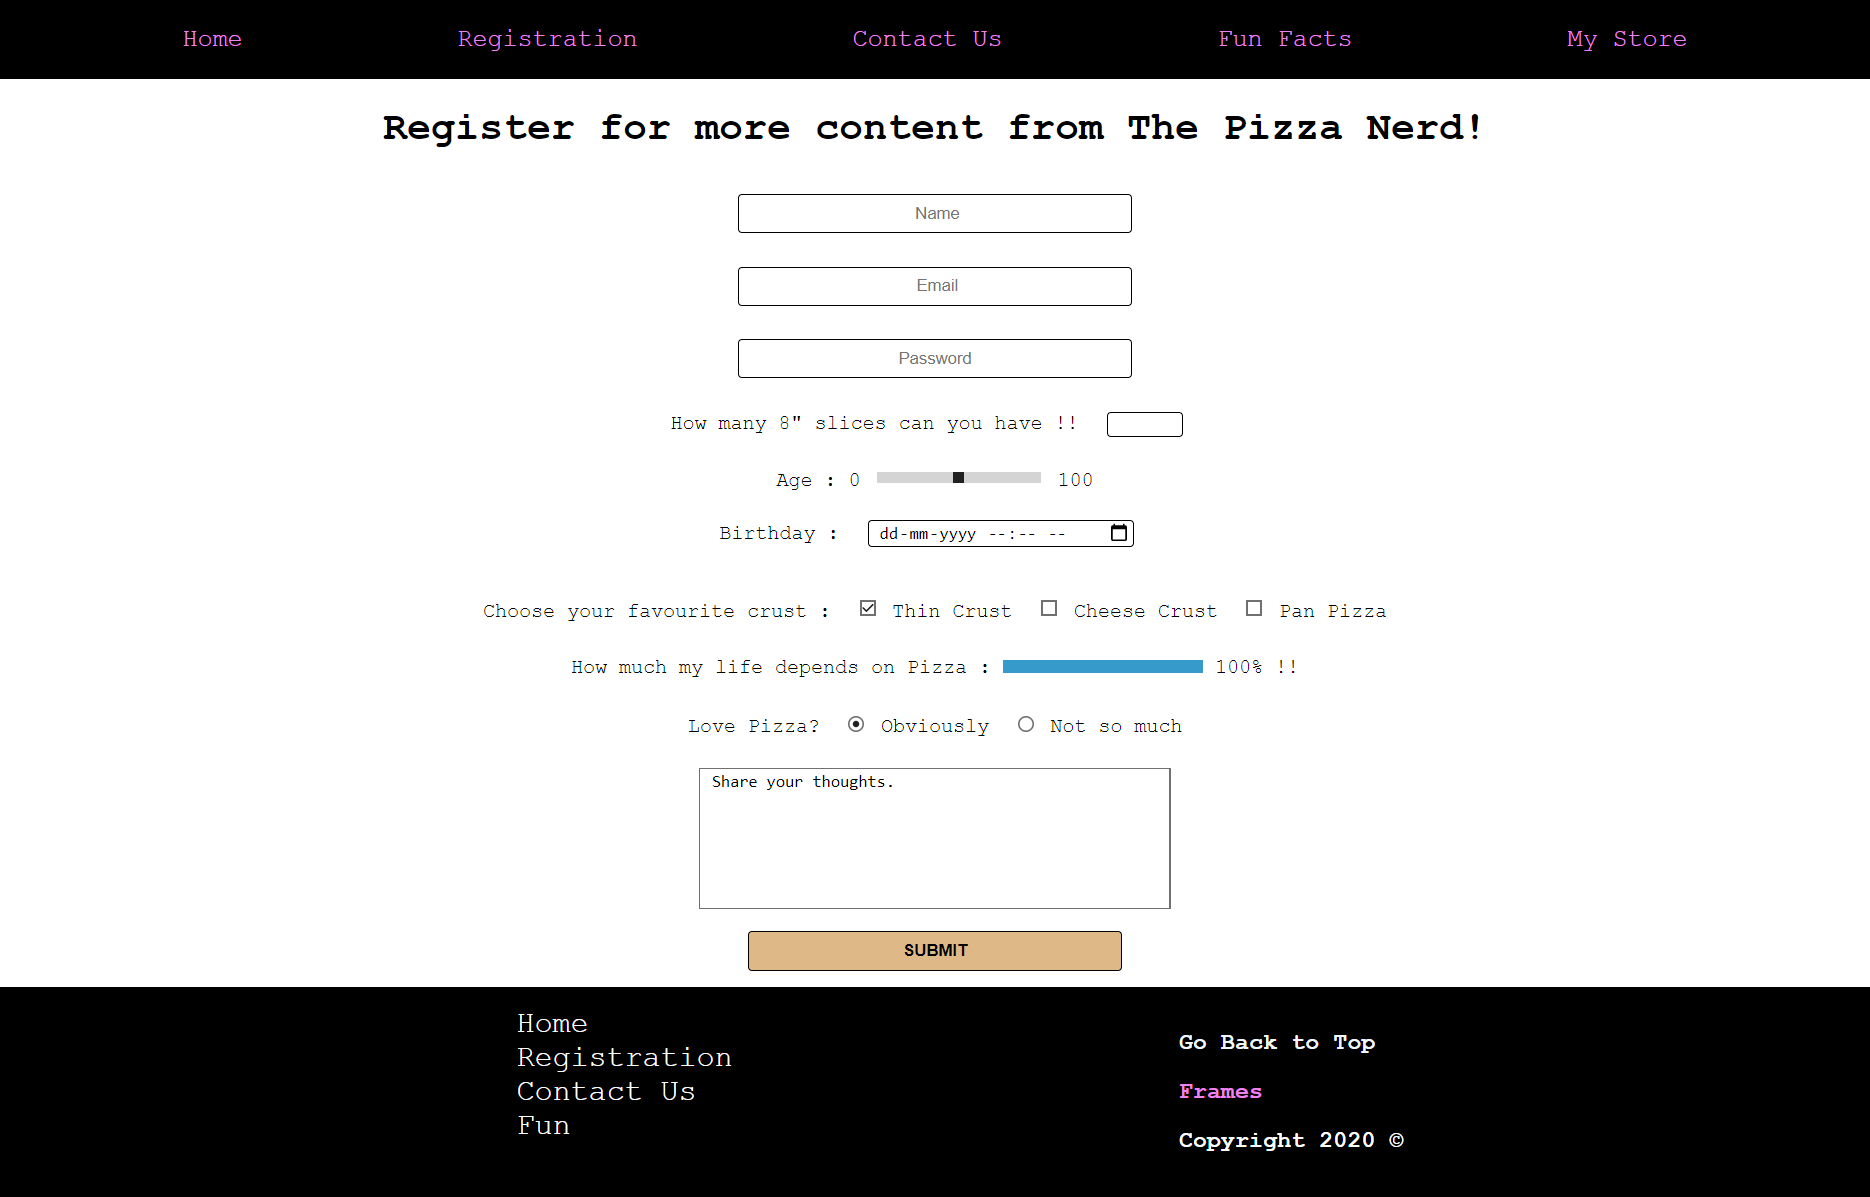 Home Registration Contact Us Fun Facts My Store
Register for more content from The Pizza Nerd!
Name
Email
Password
How many 8" slices can you have !!
Age : 0 100
Birthday : dd-mm-yyyy --:-- --
Choose your favourite crust : Thin Crust Cheese Crust Pan Pizza
How much my life depends on Pizza : 100% !!
Love Pizza? Obviously Not so much
Share your thoughts.
SUBMIT
Home
Registration
Contact Us
Fun
Go Back to Top
Frames
Copyright 2020 ©